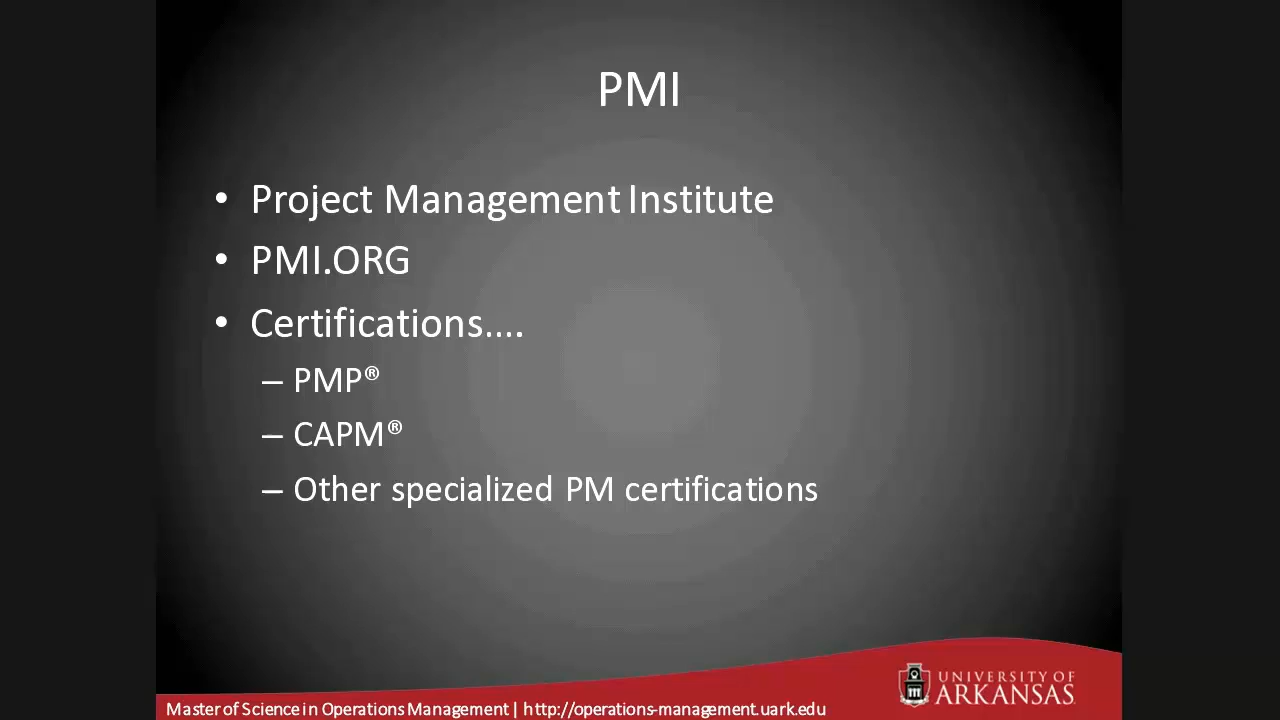 PMI
• Project Management Institute
• PMI.ORG
• Certifications....
– PMP®
– CAPM®
– Other specialized PM certifications
UNIVERSITY OF
ARKANSAS
Master of Science in Operations Management | http://operations-management.uark.edu